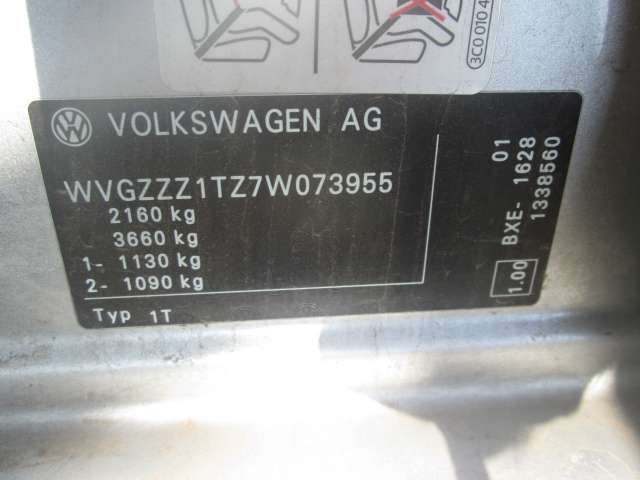 3C0 010 4
VOLKSWAGEN AG
WVGZZZ1TZ7W073955
2160 kg
3660 kg
1- 1130 kg
2- 1090 kg
Typ 1T
01
BXE- 1628
1338560
1.00